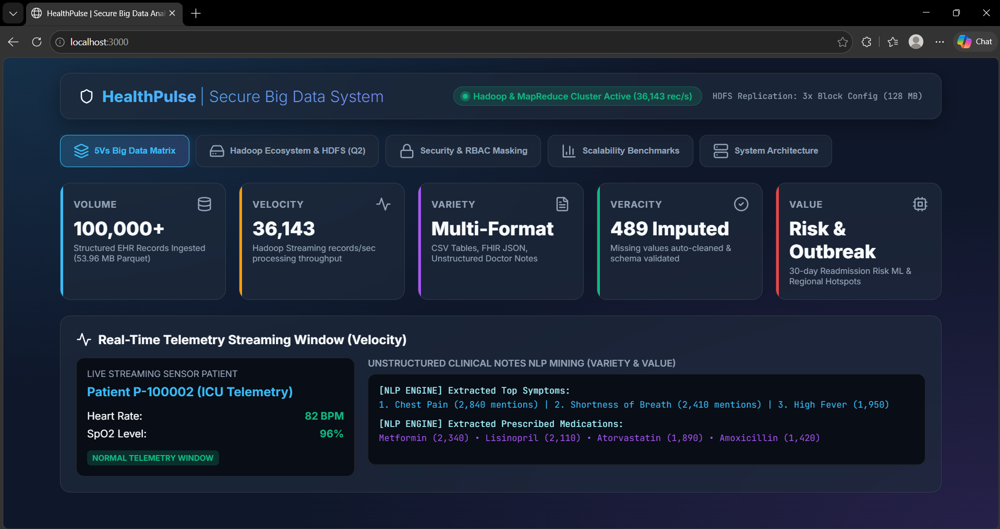 HealthPulse | Secure Big Data Anal
localhost:3000
Chat
HealthPulse | Secure Big Data System
Hadoop & MapReduce Cluster Active (36,143 rec/s)
HDFS Replication: 3x Block Config (128 MB)
5Vs Big Data Matrix
Hadoop Ecosystem & HDFS (Q2)
Security & RBAC Masking
Scalability Benchmarks
System Architecture
VOLUME
100,000+
Structured EHR Records Ingested
(53.96 MB Parquet)
VELOCITY
36,143
Hadoop Streaming records/sec
processing throughput
VARIETY
Multi-Format
CSV Tables, FHIR JSON,
Unstructured Doctor Notes
VERACITY
489 Imputed
Missing values auto-cleaned &
schema validated
VALUE
Risk &
Outbreak
30-day Readmission Risk ML &
Regional Hotspots
Real-Time Telemetry Streaming Window (Velocity)
LIVE STREAMING SENSOR PATIENT
Patient P-100002 (ICU Telemetry)
Heart Rate: 82 BPM
SpO2 Level: 96%
NORMAL TELEMETRY WINDOW
UNSTRUCTURED CLINICAL NOTES NLP MINING (VARIETY & VALUE)
[NLP ENGINE] Extracted Top Symptoms:
1. Chest Pain (2,840 mentions) | 2. Shortness of Breath (2,410 mentions) | 3. High Fever (1,950)
[NLP ENGINE] Extracted Prescribed Medications:
Metformin (2,340) • Lisinopril (2,110) • Atorvastatin (1,890) • Amoxicillin (1,420)